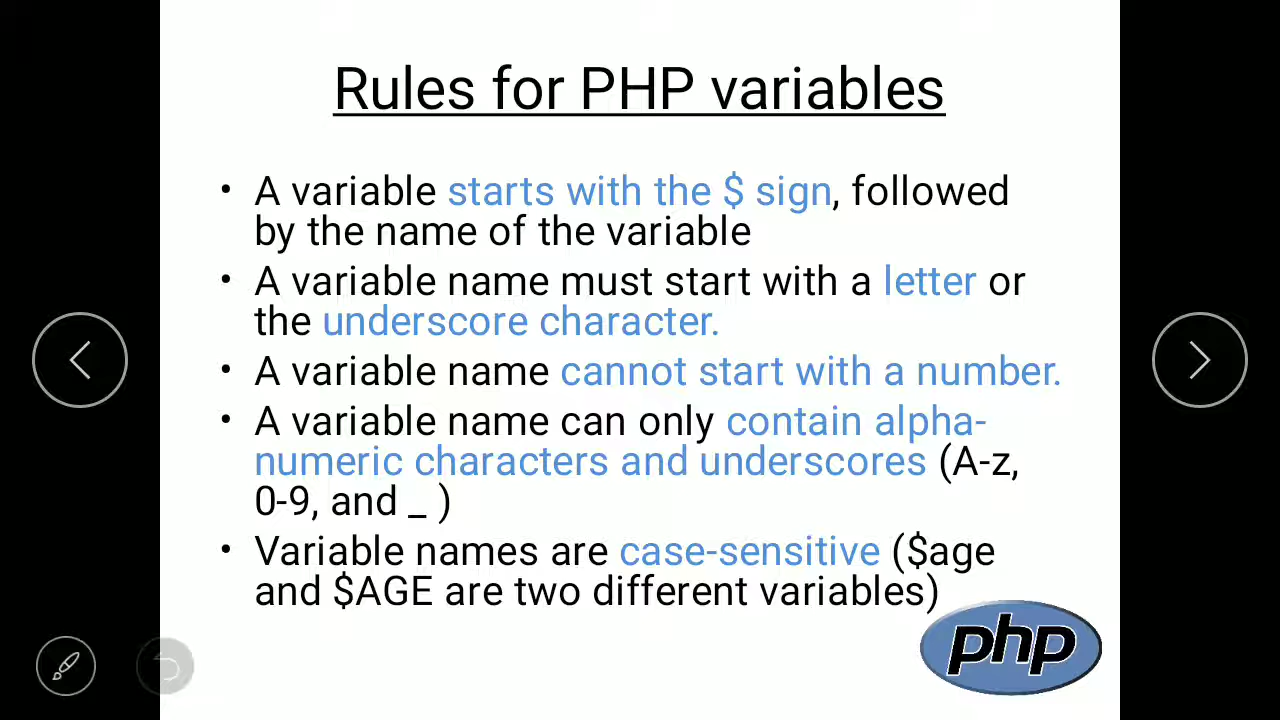 Rules for PHP variables
• A variable starts with the $ sign, followed
by the name of the variable
• A variable name must start with a letter or
the underscore character.
• A variable name cannot start with a number.
• A variable name can only contain alpha-
numeric characters and underscores (A-z,
0-9, and _ )
• Variable names are case-sensitive ($age
and $AGE are two different variables)
php